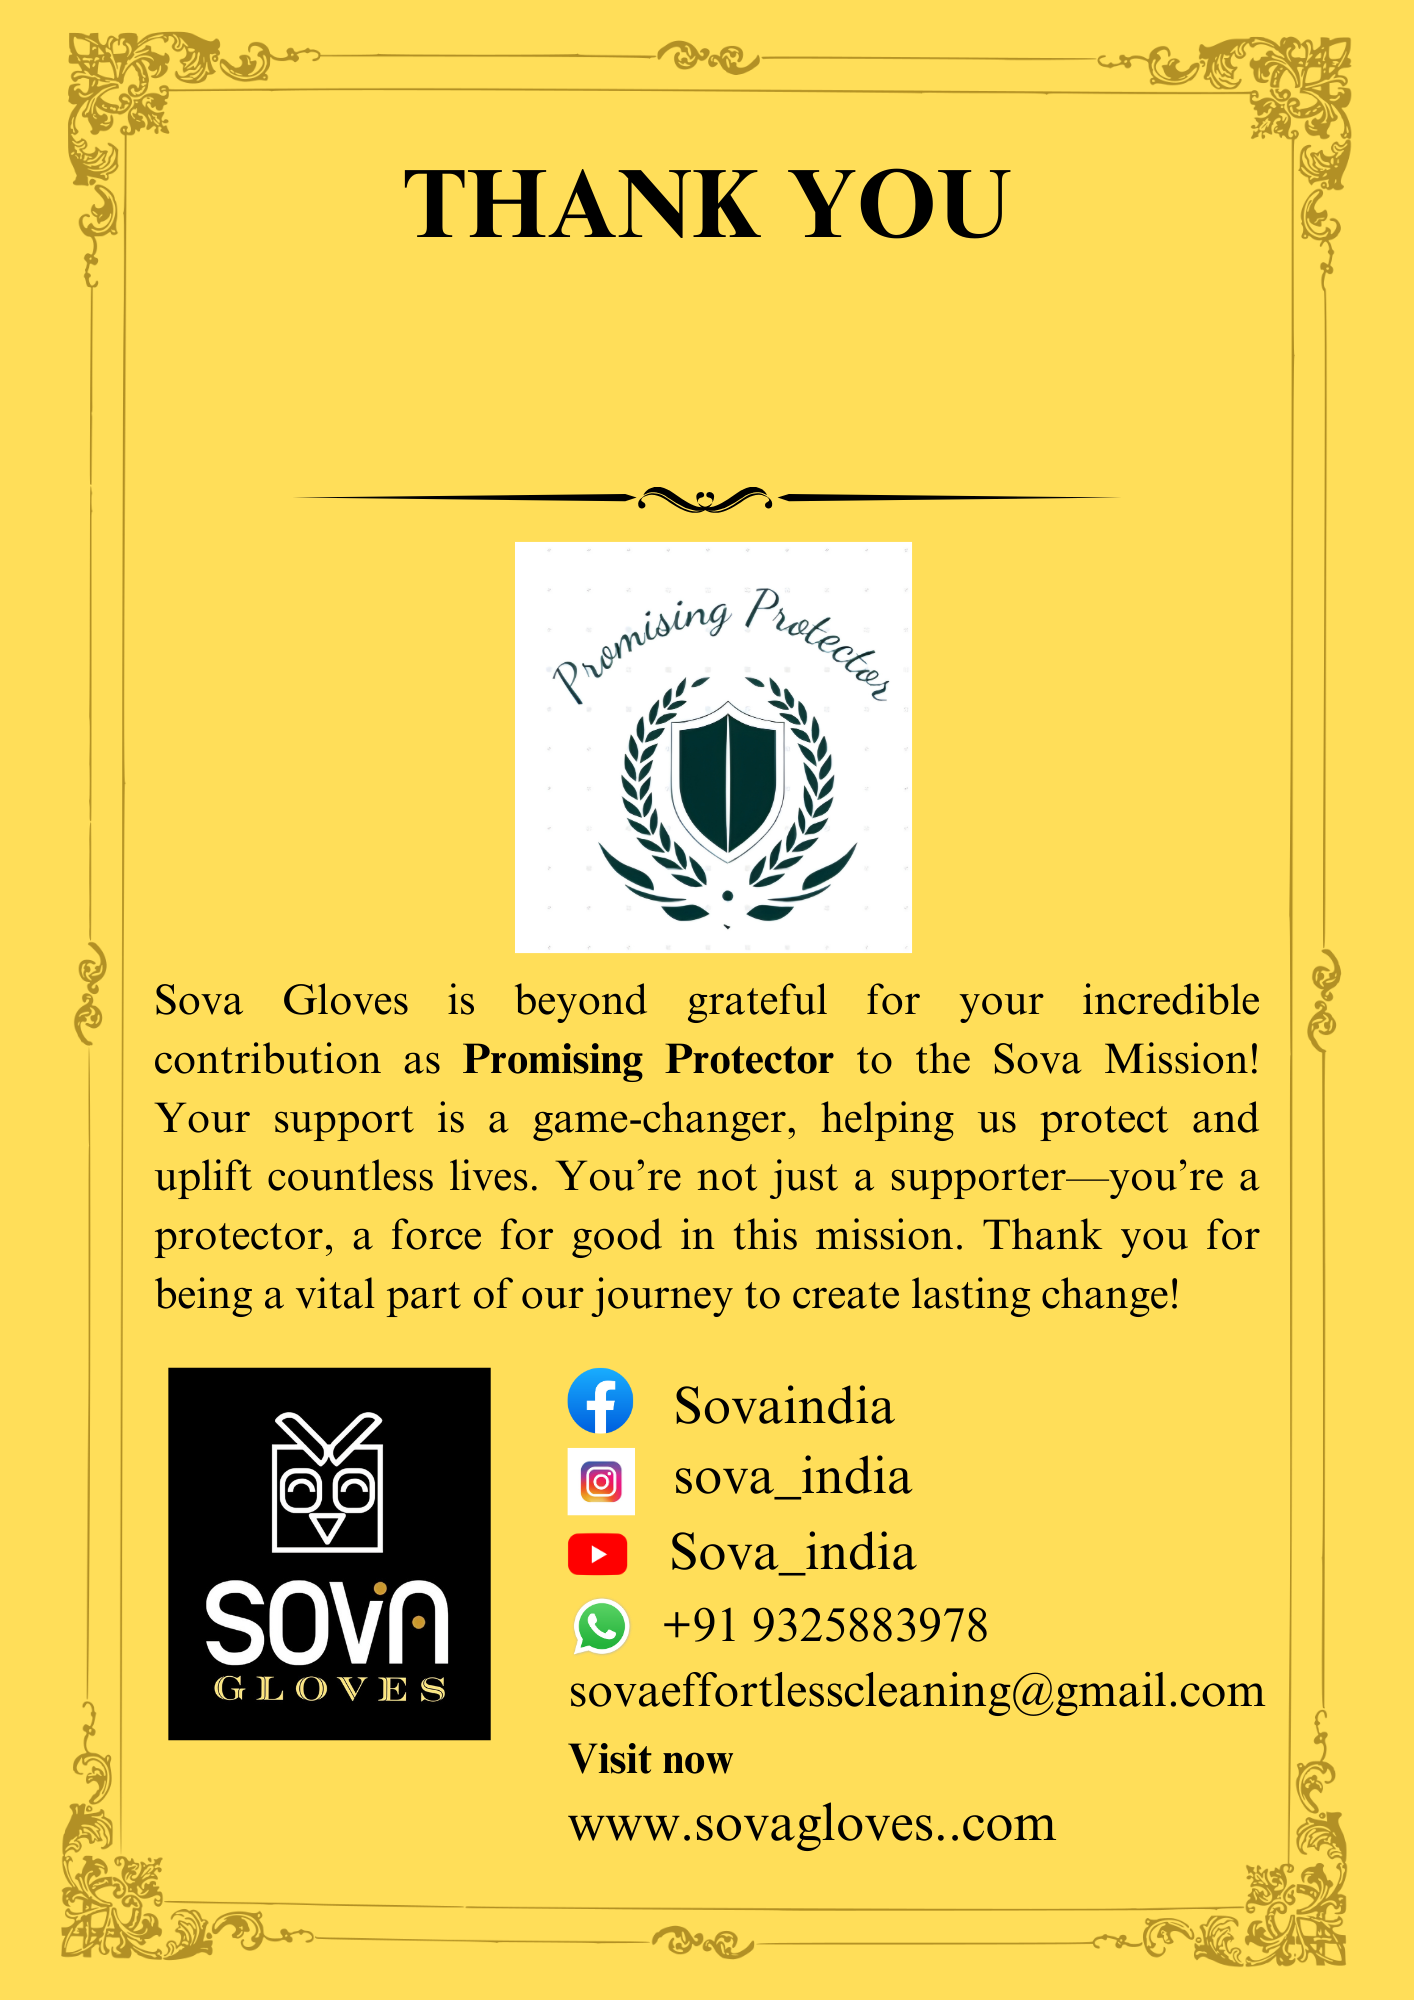 THANK YOU
Promising Protector
Sova Gloves is beyond grateful for your incredible
contribution as Promising Protector to the Sova Mission!
Your support is a game-changer, helping us protect and
uplift countless lives. You’re not just a supporter—you’re a
protector, a force for good in this mission. Thank you for
being a vital part of our journey to create lasting change!
SOVA
GLOVES
Sovaindia
sova_india
Sova_india
+91 9325883978
sovaeffortlesscleaning@gmail.com
Visit now
www.sovagloves..com